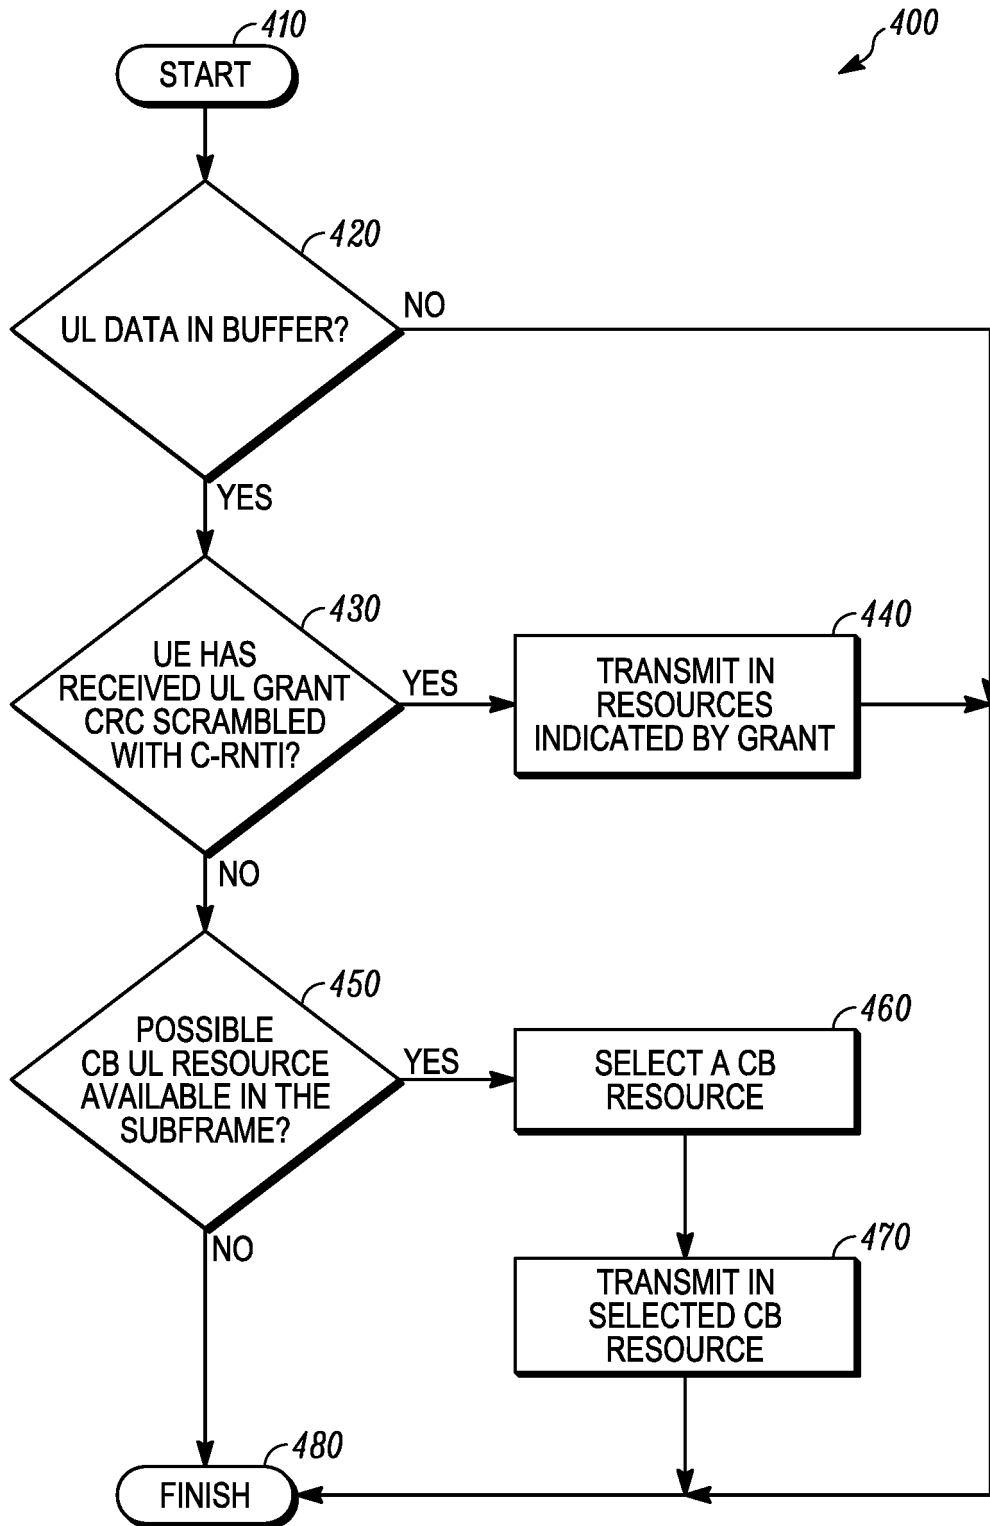 410
400
START
420
NO
UL DATA IN BUFFER?
YES
430
440
UE HAS
RECEIVED UL GRANT
CRC SCRAMBLED
WITH C-RNTI?
YES
TRANSMIT IN
RESOURCES
INDICATED BY GRANT
NO
450
460
POSSIBLE
CB UL RESOURCE
AVAILABLE IN THE
SUBFRAME?
YES
SELECT A CB
RESOURCE
NO
470
TRANSMIT IN
SELECTED CB
RESOURCE
480
FINISH